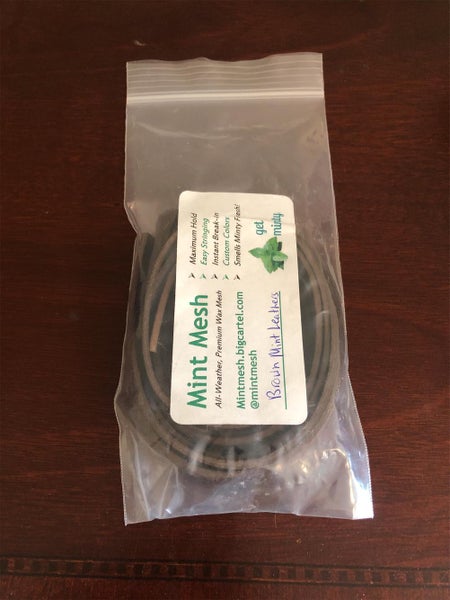 Mint Mesh
All-Weather, Premium Wax Mesh
Mintmesh.bigcartel.com
@mintmesh
Brown Mint Leathers
➤ Maximum Hold
➤ Easy Stringing
➤ Instant Break-in
➤ Custom Colors
➤ Smells Minty Fresh!
get
minty